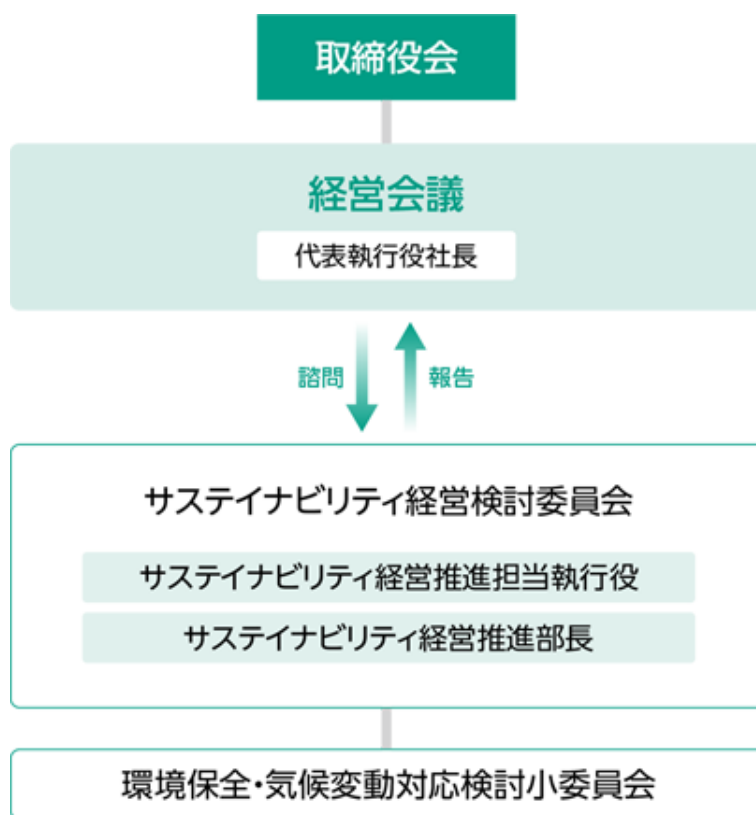 取締役会
経営会議
代表執行役社長
諮問 報告
サステイナビリティ経営検討委員会
サステイナビリティ経営推進担当執行役
サステイナビリティ経営推進部長
環境保全・気候変動対応検討小委員会